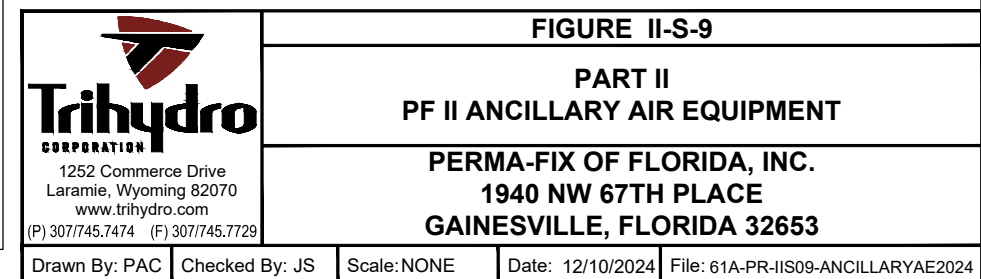 Trihydro
CORPORATION
1252 Commerce Drive
Laramie, Wyoming 82070
www.trihydro.com
(P) 307/745.7474 (F) 307/745.7729
FIGURE II-S-9
PART II
PF II ANCILLARY AIR EQUIPMENT
PERMA-FIX OF FLORIDA, INC.
1940 NW 67TH PLACE
GAINESVILLE, FLORIDA 32653
Drawn By: PAC Checked By: JS Scale:NONE Date: 12/10/2024 File: 61A-PR-IIS09-ANCILLARYAE2024